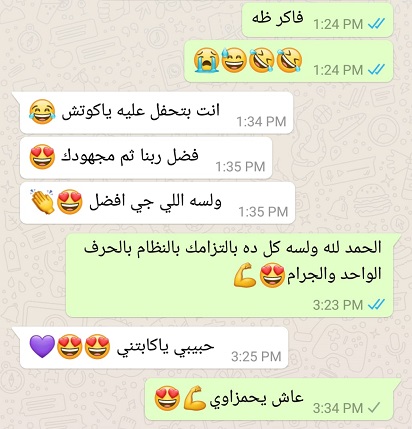 فاكر ظه
1:24 PM
😭😅🤣🤣
1:24 PM
انت بتحفل عليه ياكوتش 😂
1:34 PM
فضل ربنا ثم مجهودك 😍
1:35 PM
ولسه اللي جي افضل 😍👏
1:35 PM
الحمد لله ولسه كل ده بالتزامك بالنظام بالحرف
الواحد والجرام😍💪
3:23 PM
حبيبي ياكابتني 😍😍💜
3:25 PM
عاش يحمزاوي💪😍
3:34 PM